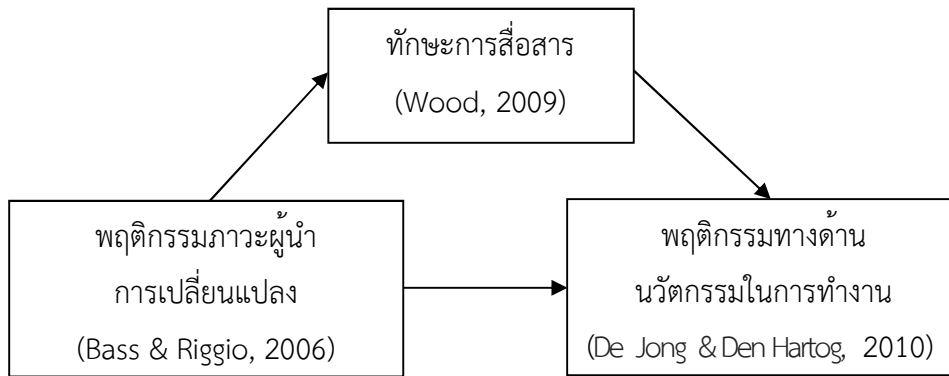 ทักษะการสื่อสาร
(Wood, 2009)
พฤติกรรมภาวะผู้นำ
การเปลี่ยนแปลง
(Bass & Riggio, 2006)
พฤติกรรมทางด้าน
นวัตกรรมในการทำงาน
(De Jong & Den Hartog, 2010)